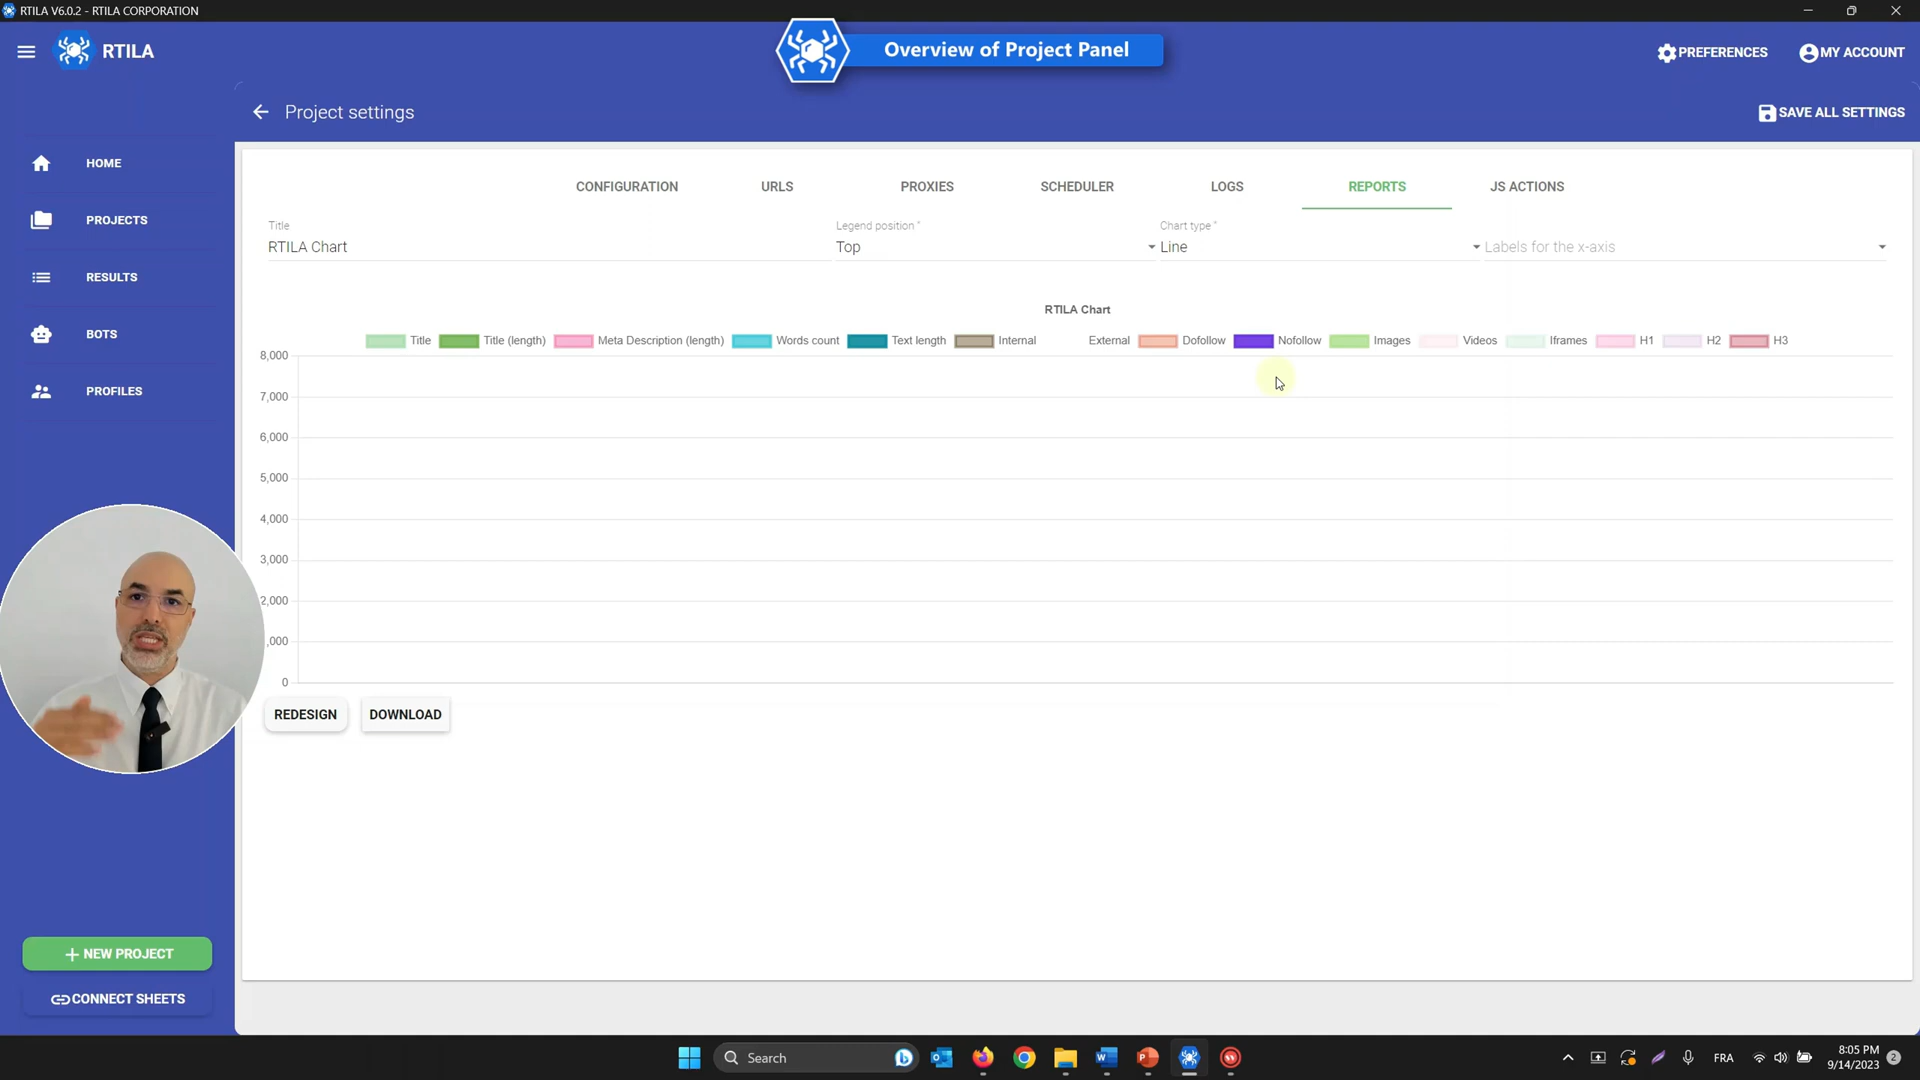 RTILA V6.0.2 - RTILA CORPORATION
RTILA
Overview of Project Panel
PREFERENCES
MY ACCOUNT
Project settings
SAVE ALL SETTINGS
HOME
PROJECTS
RESULTS
BOTS
PROFILES
CONFIGURATION
URLS
PROXIES
SCHEDULER
LOGS
REPORTS
JS ACTIONS
Title
RTILA Chart
Legend position *
Top
Chart type *
Line
Labels for the x-axis
RTILA Chart
Title
Title (length)
Meta Description (length)
Words count
Text length
Internal
External
Dofollow
Nofollow
Images
Videos
Iframes
H1
H2
H3
8,000
7,000
6,000
5,000
4,000
3,000
2,000
,000
0
REDESIGN
DOWNLOAD
+ NEW PROJECT
CONNECT SHEETS
Search
FRA
8:05 PM
9/14/2023
2